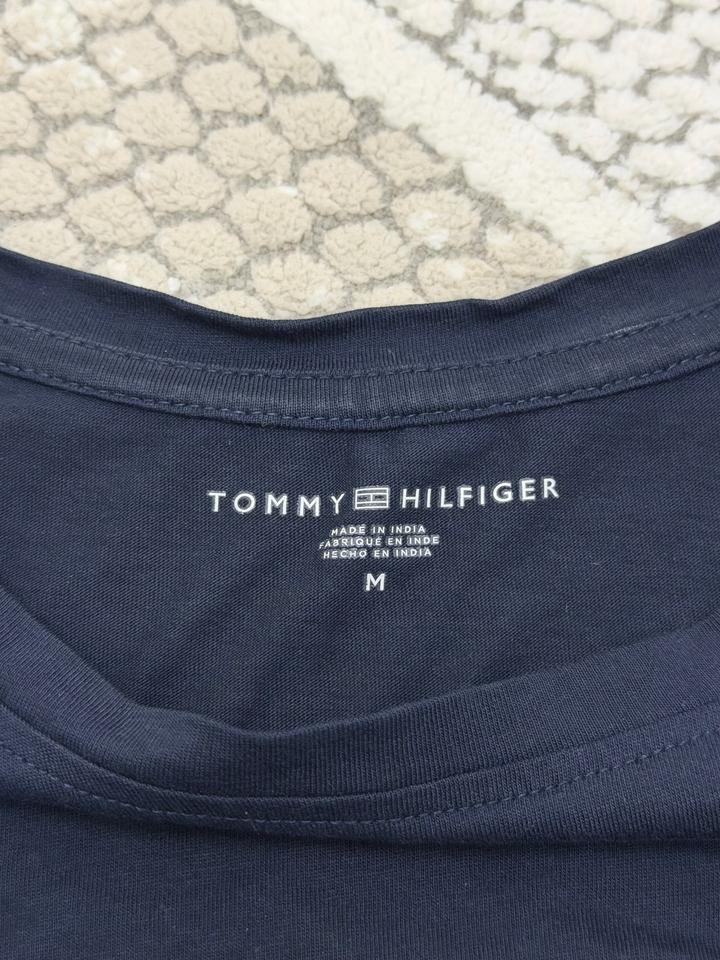 TOMMY HILFIGER
MADE IN INDIA
FABRIQUÉ EN INDE
HECHO EN INDIA
M